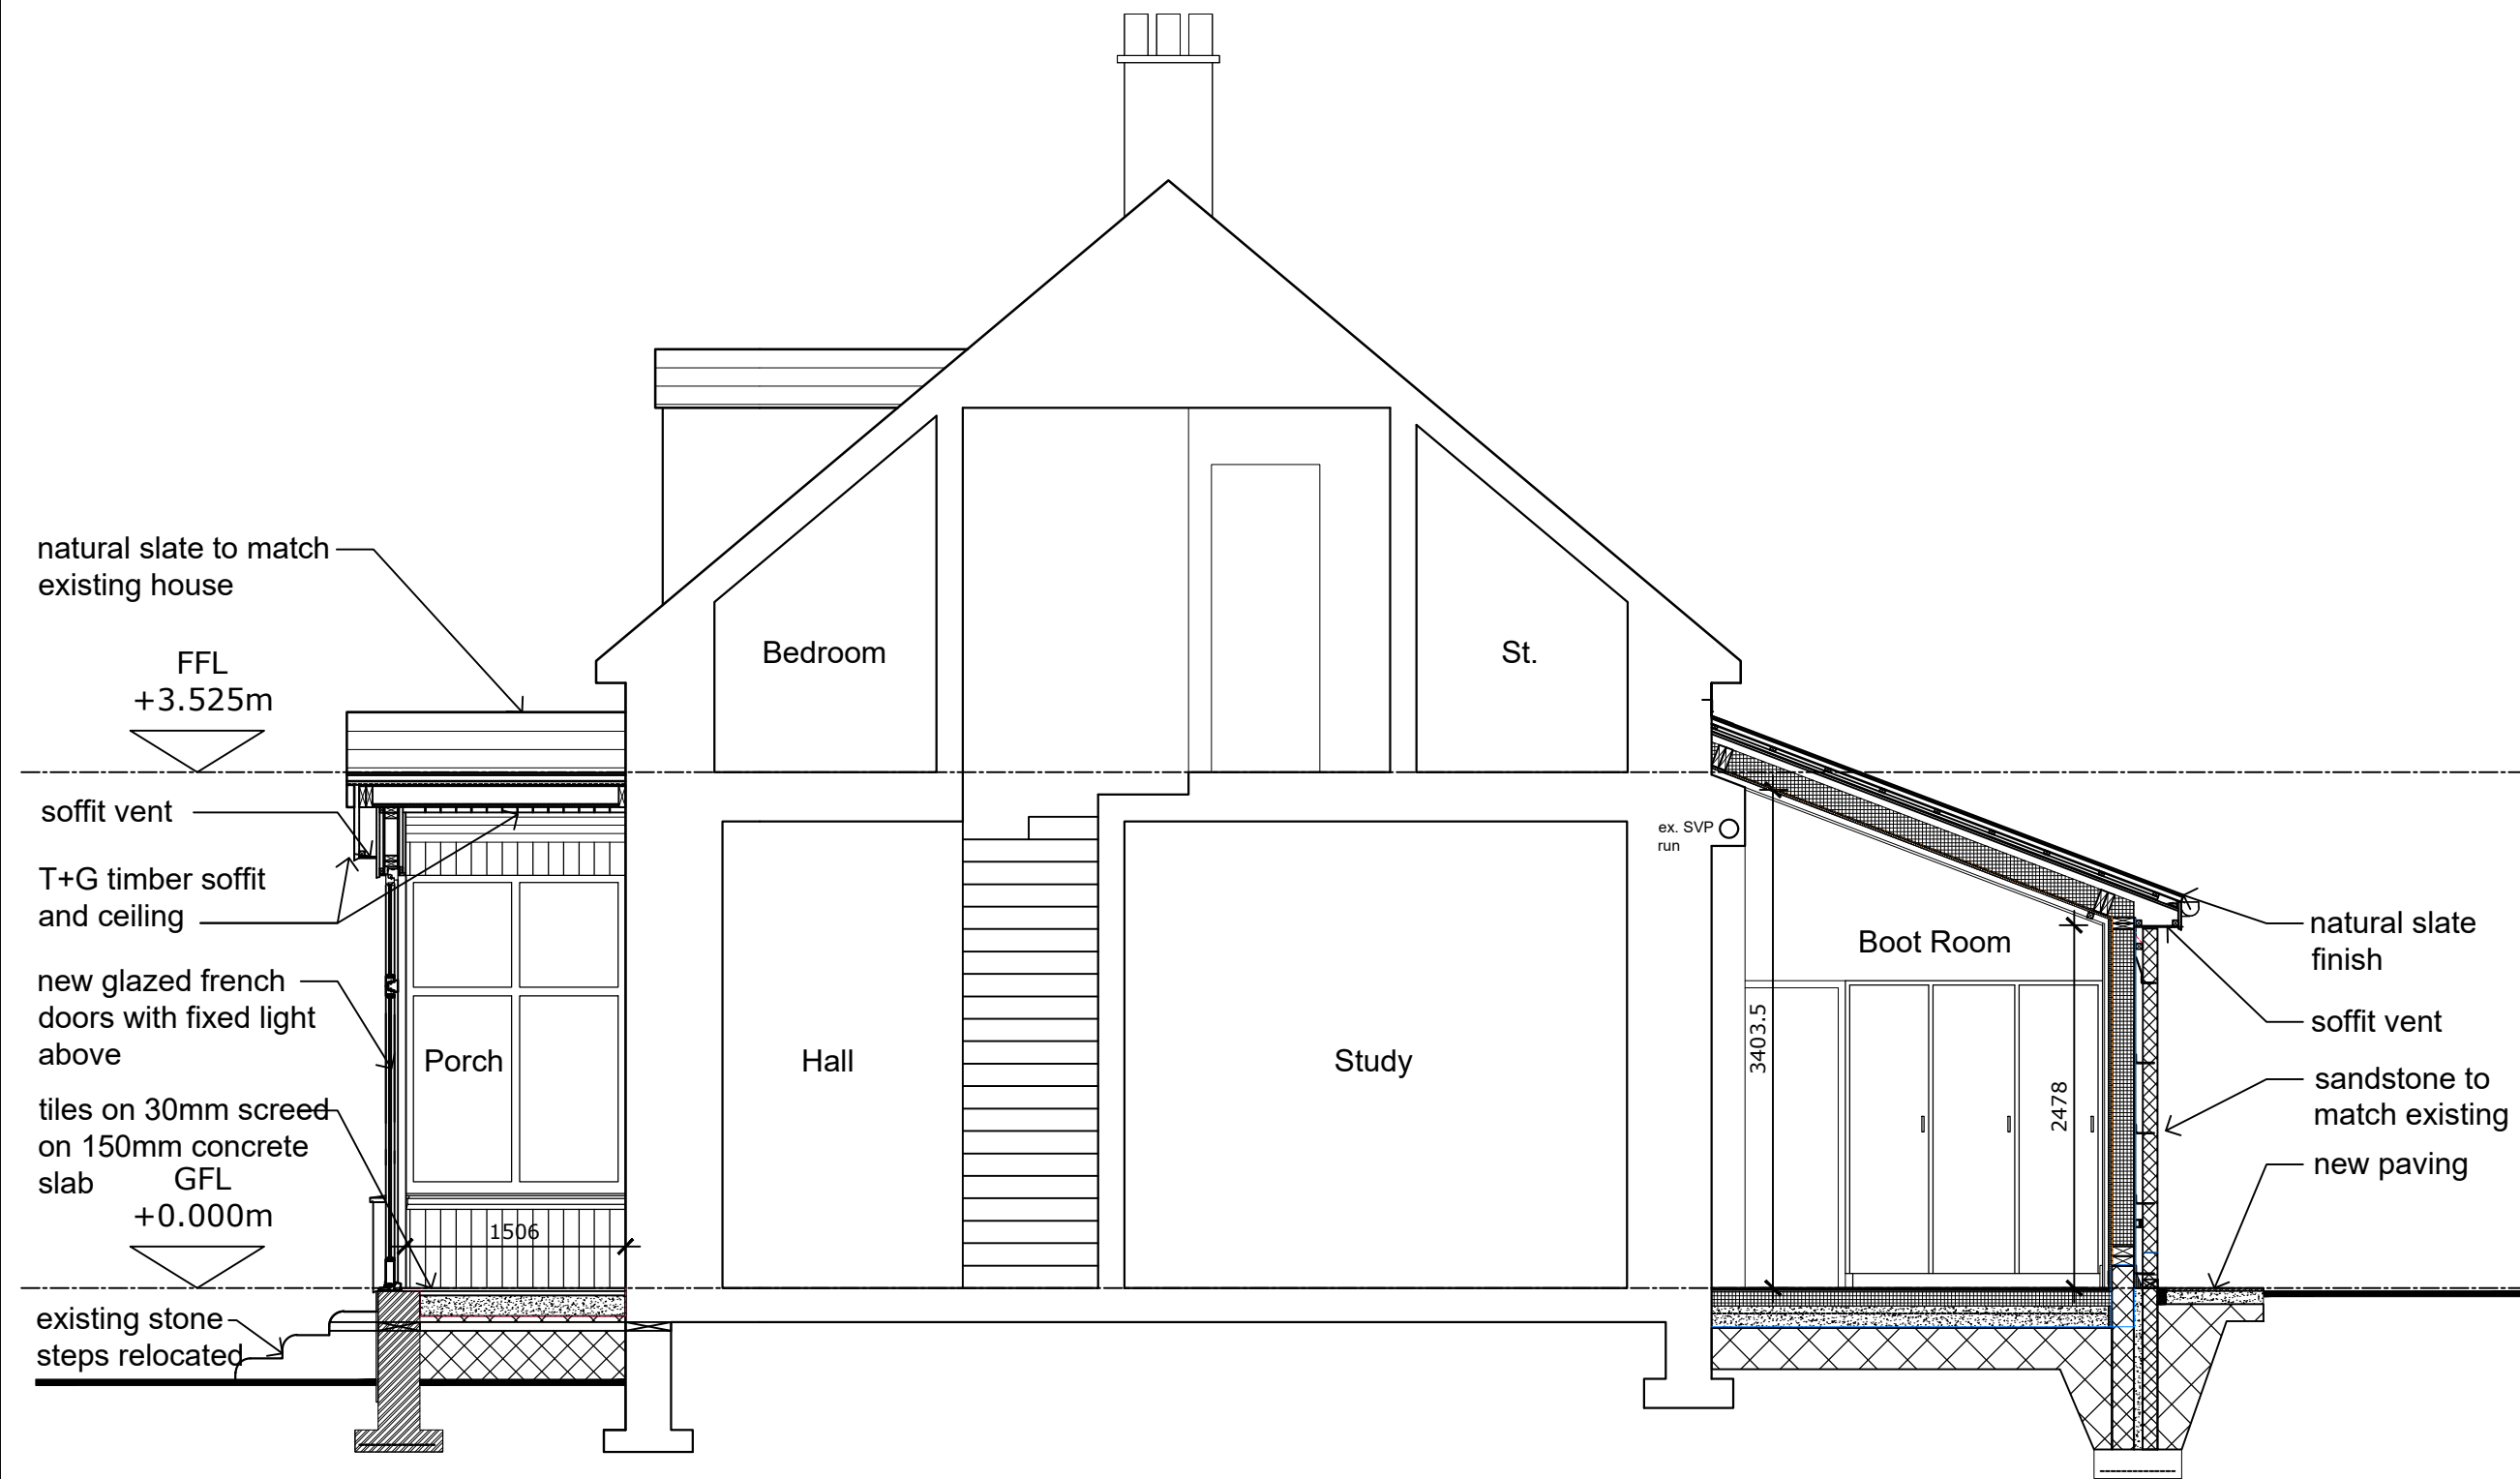 natural slate to match
existing house
FFL
+3.525m
soffit vent
T+G timber soffit
and ceiling
new glazed french
doors with fixed light
above
tiles on 30mm screed
on 150mm concrete
slab
GFL
+0.000m
existing stone
steps relocated
Porch
1506
Bedroom
Hall
St.
Study
ex. SVP
run
Boot Room
3403.5
2478
natural slate
finish
soffit vent
sandstone to
match existing
new paving